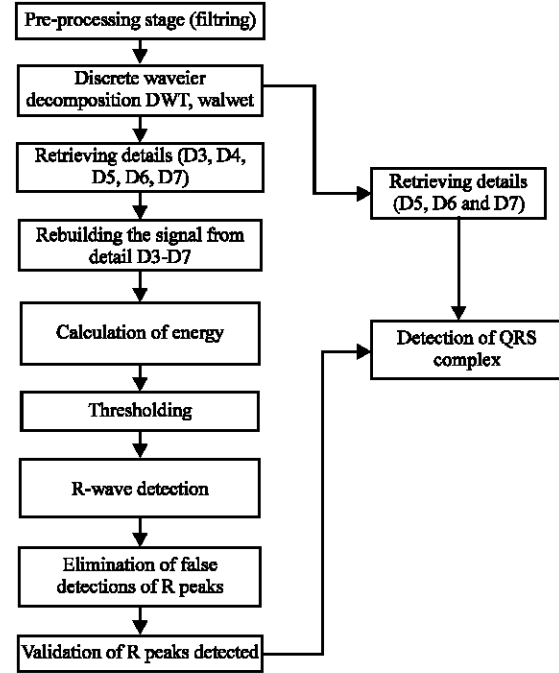 Pre-processing stage (filtring)
Discrete waveier
decomposition DWT, walwet
Retrieving details (D3, D4,
D5, D6, D7)
Rebuilding the signal from
detail D3-D7
Calculation of energy
Thresholding
R-wave detection
Elimination of false
detections of R peaks
Validation of R peaks detected
Retrieving details
(D5, D6 and D7)
Detection of QRS
complex